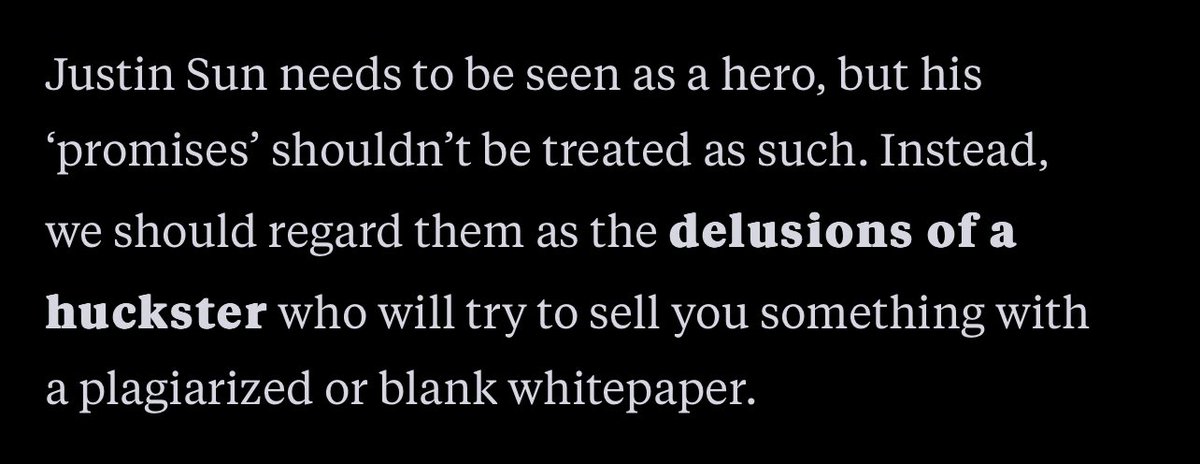 Justin Sun needs to be seen as a hero, but his
‘promises’ shouldn’t be treated as such. Instead,
we should regard them as the delusions of a
huckster who will try to sell you something with
a plagiarized or blank whitepaper.